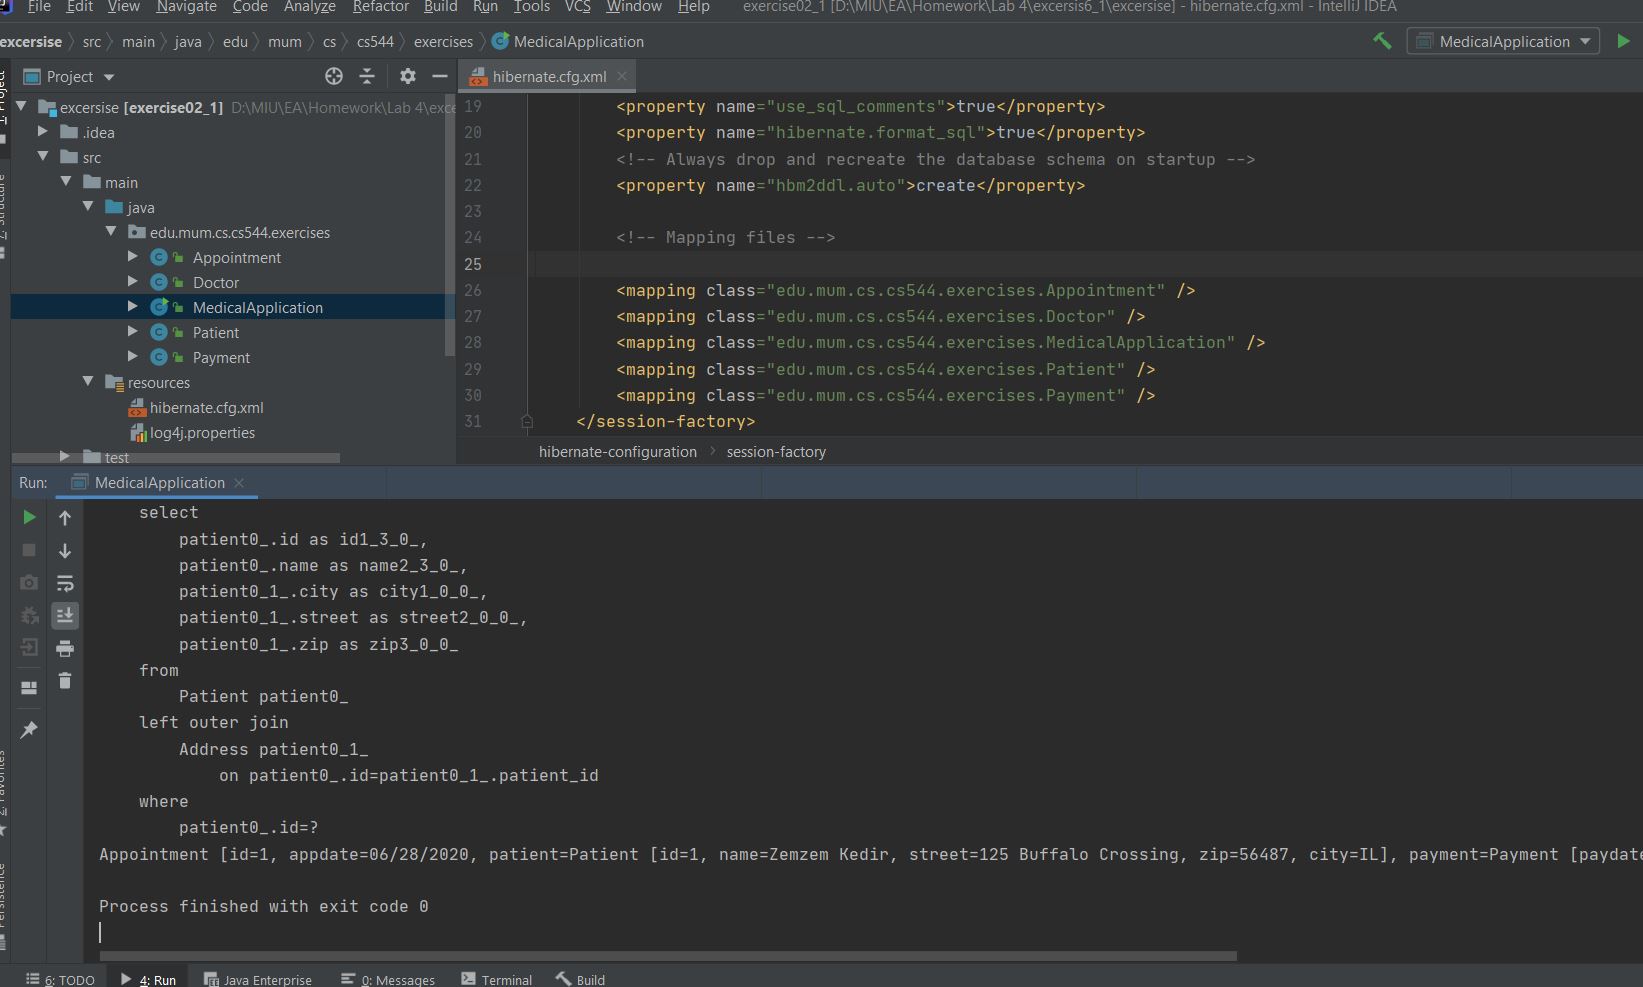 File Edit View Navigate Code Analyze Refactor Build Run Tools VCS Window Help exercise02_1 [D:\MIU\EA\Homework\Lab 4\excersis6_1\excersise] - hibernate.cfg.xml - IntelliJ IDEA
excersise src main java edu mum cs cs544 exercises MedicalApplication MedicalApplication
Project
hibernate.cfg.xml
excersise [exercise02_1] D:\MIU\EA\Homework\Lab 4\exce
.idea
src
main
java
edu.mum.cs.cs544.exercises
Appointment
Doctor
MedicalApplication
Patient
Payment
resources
hibernate.cfg.xml
log4j.properties
test
19 <property name="use_sql_comments">true</property>
20 <property name="hibernate.format_sql">true</property>
21 <!-- Always drop and recreate the database schema on startup -->
22 <property name="hbm2ddl.auto">create</property>
23
24 <!-- Mapping files -->
25
26 <mapping class="edu.mum.cs.cs544.exercises.Appointment" />
27 <mapping class="edu.mum.cs.cs544.exercises.Doctor" />
28 <mapping class="edu.mum.cs.cs544.exercises.MedicalApplication" />
29 <mapping class="edu.mum.cs.cs544.exercises.Patient" />
30 <mapping class="edu.mum.cs.cs544.exercises.Payment" />
31 </session-factory>
hibernate-configuration session-factory
Run: MedicalApplication
select
patient0_.id as id1_3_0_,
patient0_.name as name2_3_0_,
patient0_1_.city as city1_0_0_,
patient0_1_.street as street2_0_0_,
patient0_1_.zip as zip3_0_0_
from
Patient patient0_
left outer join
Address patient0_1_
on patient0_.id=patient0_1_.patient_id
where
patient0_.id=?
Appointment [id=1, appdate=06/28/2020, patient=Patient [id=1, name=Zemzem Kedir, street=125 Buffalo Crossing, zip=56487, city=IL], payment=Payment [paydate
Process finished with exit code 0
6: TODO 4: Run Java Enterprise 0: Messages Terminal Build